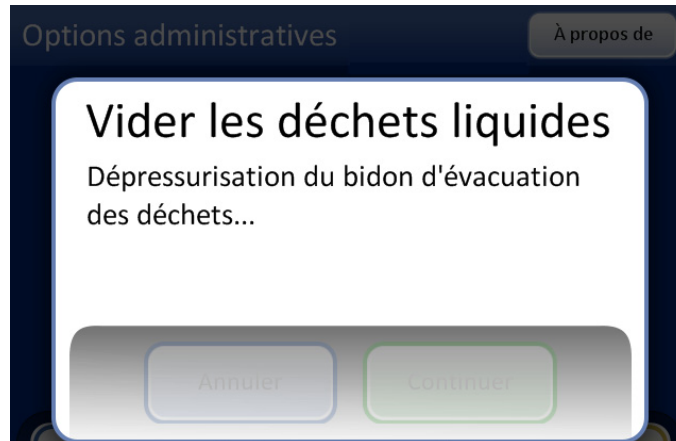 Options administratives
À propos de
Vider les déchets liquides
Dépressurisation du bidon d'évacuation
des déchets...
Annuler
Continuer